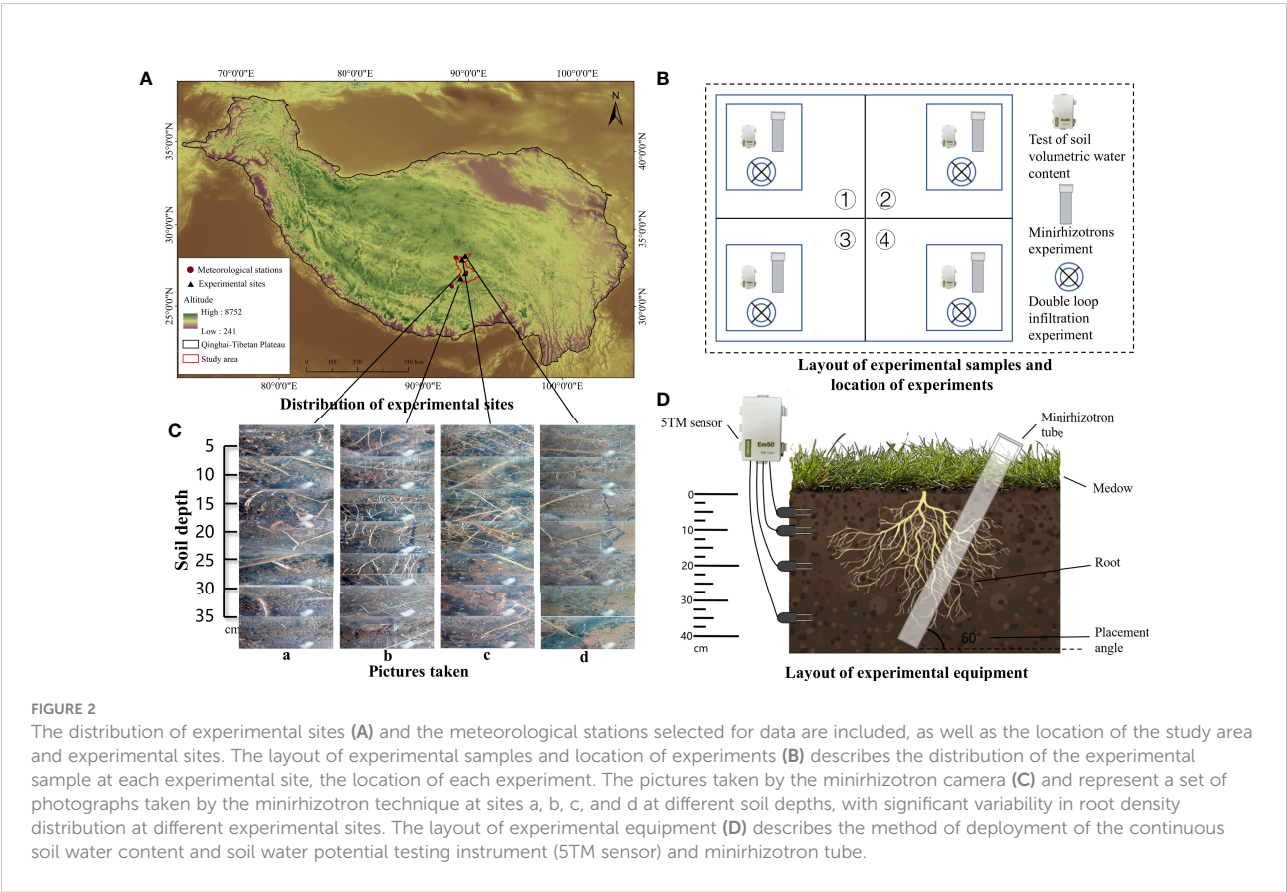 A
70°0'0"E 80°0'0"E 90°0'0"E 100°0'0"E
N
35°0'0"N
30°0'0"N
25°0'0"N
40°0'0"N
35°0'0"N
30°0'0"N
Meteorological stations
Experimental sites
Altitude
High : 8752
Low : 241
Qinghai-Tibetan Plateau
Study area
0 185 370 740 Km
80°0'0"E 90°0'0"E 100°0'0"E
Distribution of experimental sites
B
① ②
③ ④
Test of soil
volumetric water
content
Minirhizotrons
experiment
Double loop
infiltration
experiment
Layout of experimental samples and
location of experiments
C
Soil depth
5
10
15
20
25
30
35
cm
a b c d
Pictures taken
D
5TM sensor
Em50
Minirhizotron
tube
Medow
Root
Placement
angle
60°
0
10
20
30
40
cm
Layout of experimental equipment
FIGURE 2
The distribution of experimental sites (A) and the meteorological stations selected for data are included, as well as the location of the study area
and experimental sites. The layout of experimental samples and location of experiments (B) describes the distribution of the experimental
sample at each experimental site, the location of each experiment. The pictures taken by the minirhizotron camera (C) and represent a set of
photographs taken by the minirhizotron technique at sites a, b, c, and d at different soil depths, with significant variability in root density
distribution at different experimental sites. The layout of experimental equipment (D) describes the method of deployment of the continuous
soil water content and soil water potential testing instrument (5TM sensor) and minirhizotron tube.